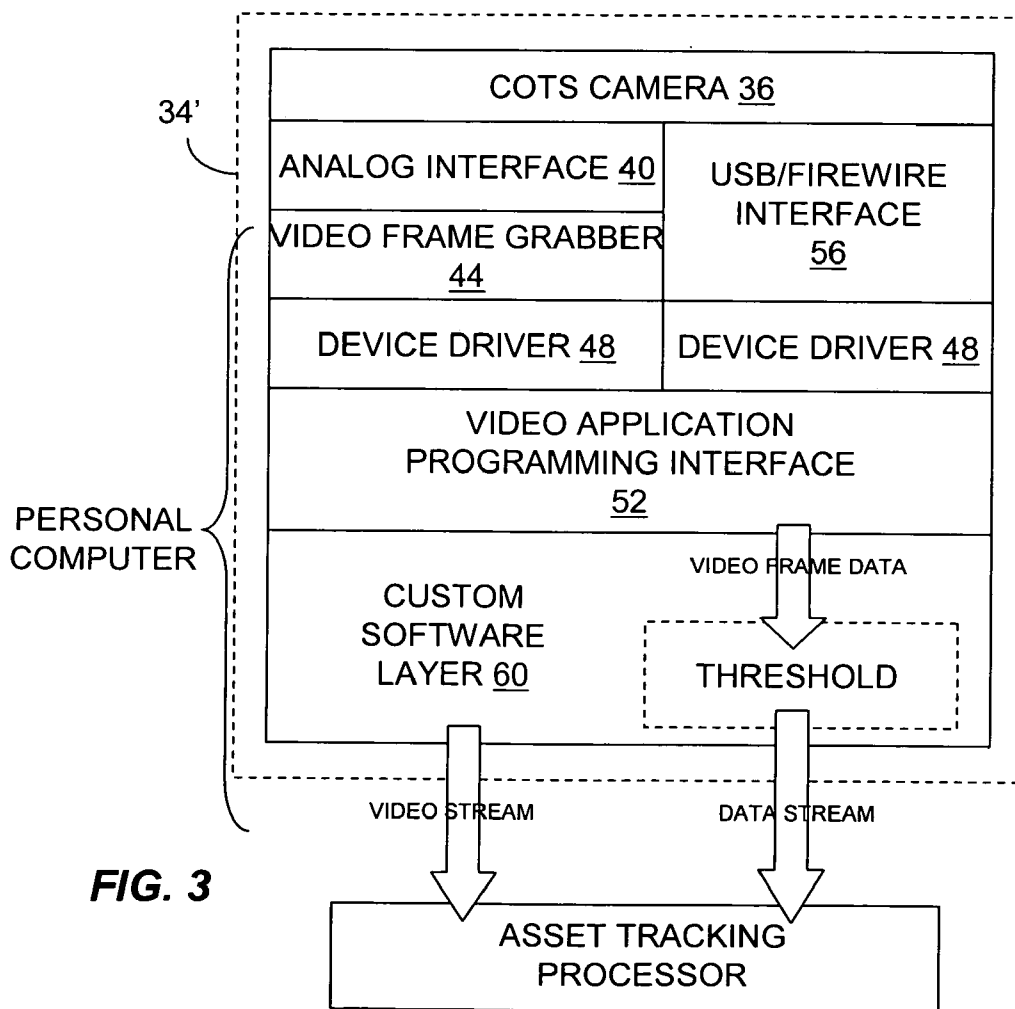 COTS CAMERA 36
34’
ANALOG INTERFACE 40
USB/FIREWIRE
INTERFACE
56
VIDEO FRAME GRABBER
44
DEVICE DRIVER 48
DEVICE DRIVER 48
VIDEO APPLICATION
PROGRAMMING INTERFACE
52
PERSONAL
COMPUTER
VIDEO FRAME DATA
CUSTOM
SOFTWARE
LAYER 60
THRESHOLD
VIDEO STREAM
DATA STREAM
FIG. 3
ASSET TRACKING
PROCESSOR